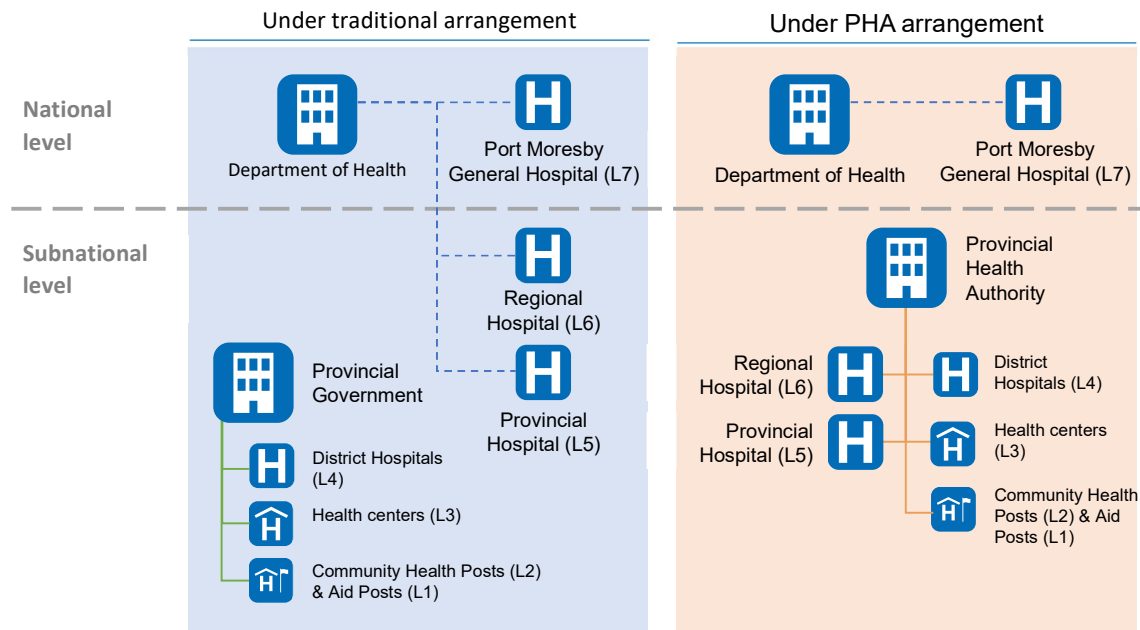 Under traditional arrangement
Under PHA arrangement
National
level
Department of Health
Port Moresby
General Hospital (L7)
Department of Health
Port Moresby
General Hospital (L7)
Subnational
level
Regional
Hospital (L6)
Provincial
Government
Provincial
Hospital (L5)
District Hospitals
(L4)
Health centers (L3)
Community Health Posts (L2)
& Aid Posts (L1)
Provincial
Health
Authority
Regional
Hospital (L6)
District
Hospitals (L4)
Provincial
Hospital (L5)
Health centers
(L3)
Community Health
Posts (L2) & Aid
Posts (L1)